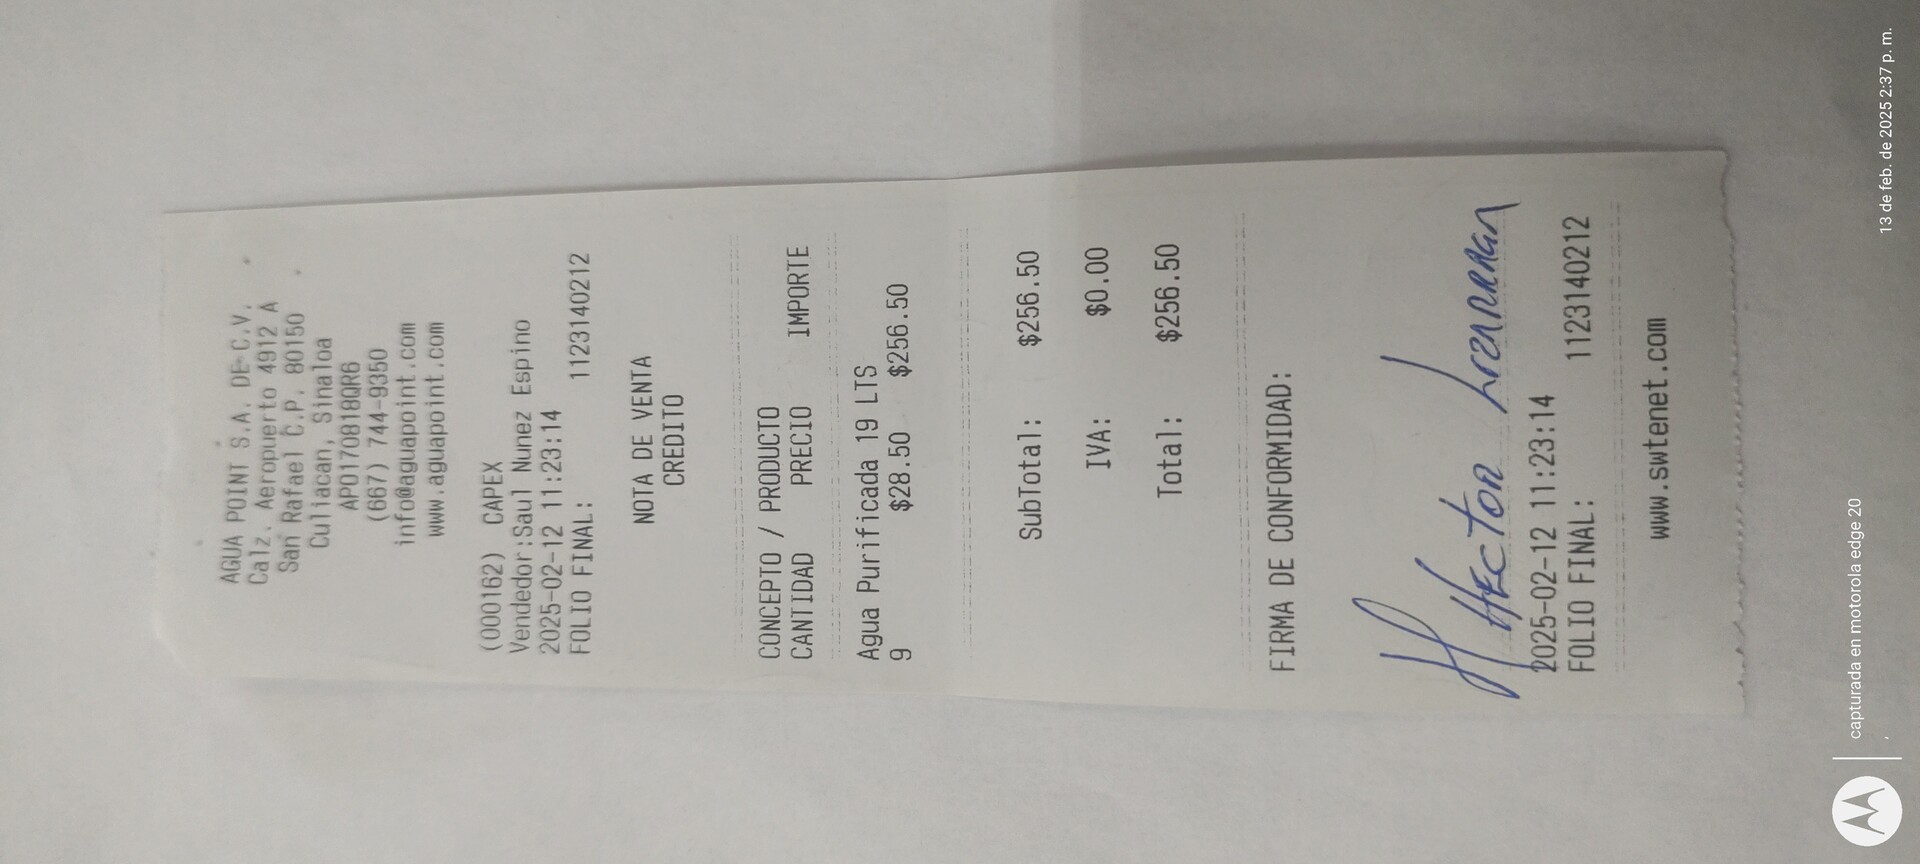 AGUA POINT S.A. DE C.V.
Calz. Aeropuerto 4912 A
San Rafael C.P. 80150
Culiacan, Sinaloa
APO170818QR6
(667) 744-9350
info@aguapoint.com
www.aguapoint.com
(000162) CAPEX
Vendedor:Saul Nunez Espino
2025-02-12 11:23:14
FOLIO FINAL: 1123140212
NOTA DE VENTA
CREDITO
CONCEPTO / PRODUCTO
CANTIDAD PRECIO IMPORTE
Agua Purificada 19 LTS
9 $28.50 $256.50
SubTotal: $256.50
IVA: $0.00
Total: $256.50
FIRMA DE CONFORMIDAD:
HECTOR
2025-02-12 11:23:14
FOLIO FINAL: 1123140212
www.swtenet.com
capturada en motorola edge 20
13 de feb. de 2025 2:37 p. m.